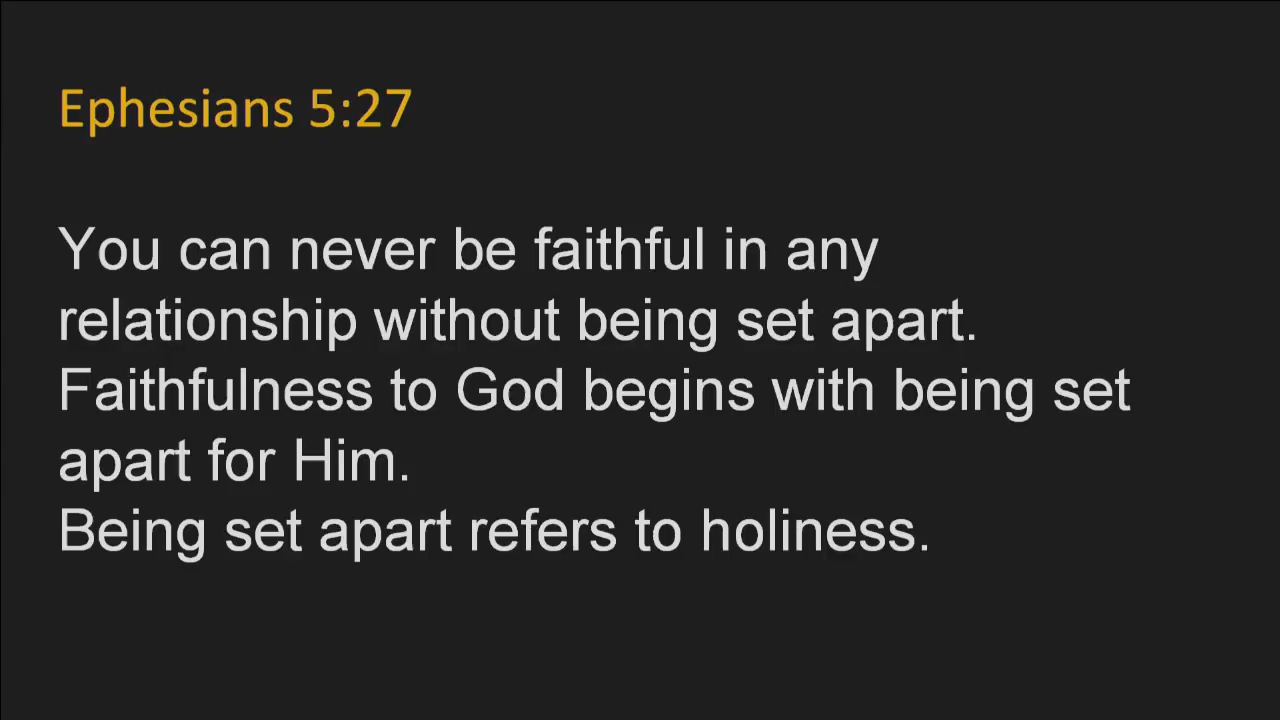 Ephesians 5:27
You can never be faithful in any
relationship without being set apart.
Faithfulness to God begins with being set
apart for Him.
Being set apart refers to holiness.